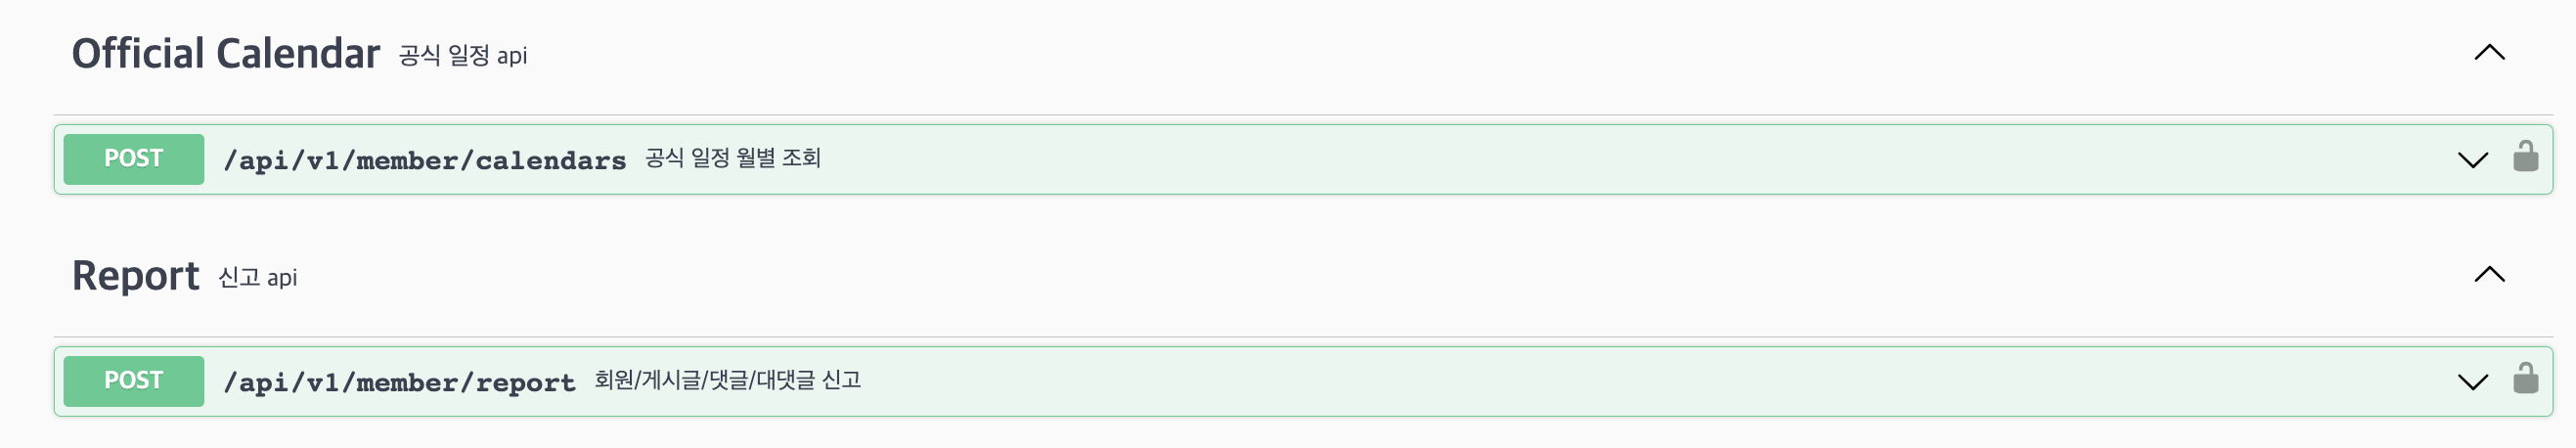 Official Calendar 공식 일정 api
POST /api/v1/member/calendars 공식 일정 월별 조회
Report 신고 api
POST /api/v1/member/report 회원/게시글/댓글/대댓글 신고